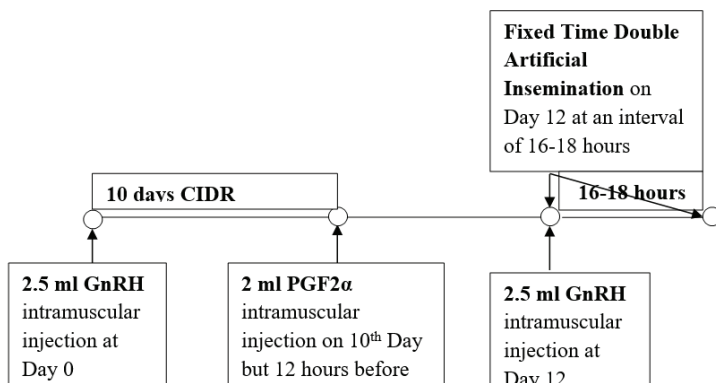 Fixed Time Double
Artificial
Insemination on
Day 12 at an interval
of 16-18 hours
10 days CIDR
16-18 hours
2.5 ml GnRH
intramuscular
injection at
Day 0
2 ml PGF2α
intramuscular
injection on 10th Day
but 12 hours before
2.5 ml GnRH
intramuscular
injection at
Day 12